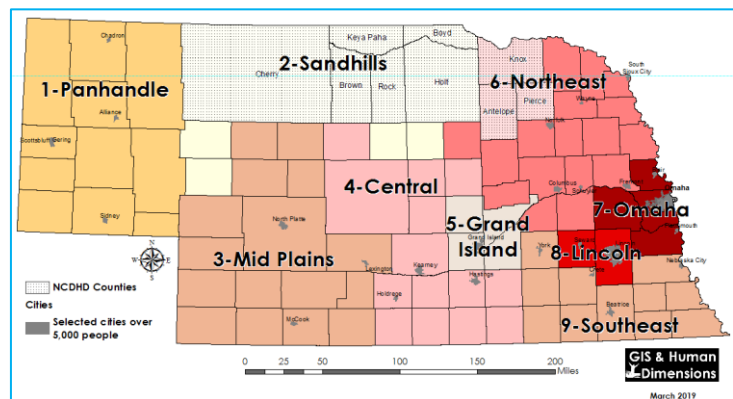 Chadron
Keya Paha
Boyd
2-Sandhills
Cherry
Brown
Rock
Holt
Knox
South
Sioux City
6-Northeast
1-Panhandle
Alliance
Pierce
Wayne
Antelope
Norfolk
Scottsbluff/Gering
4-Central
Columbus
Schuyler
Fremont
Omaha
Sidney
North Platte
5-Grand
Grand Island
Island
7-Omaha
Plattsmouth
3-Mid Plains
Lexington
Kearney
York
8-Lincoln
Hastings
Crete
Nebraska City
Holdrege
Beatrice
McCook
9-Southeast
N
W
E
S
NCDHD Counties
Cities
Selected cities over
5,000 people
0
25
50
100
150
200
Miles
GIS & Human
Dimensions
March 2019